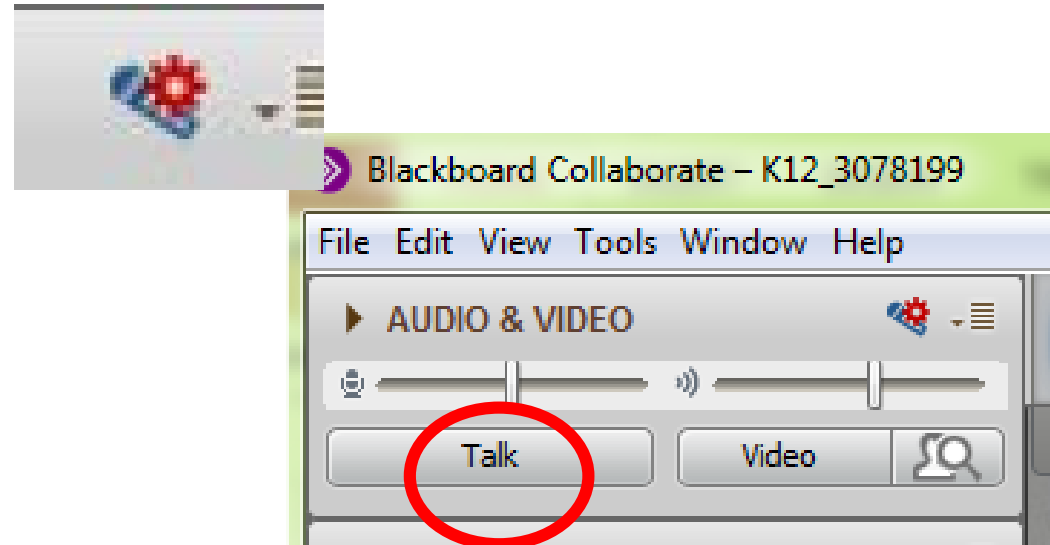 Blackboard Collaborate – K12_3078199
File Edit View Tools Window Help
AUDIO & VIDEO
Talk Video